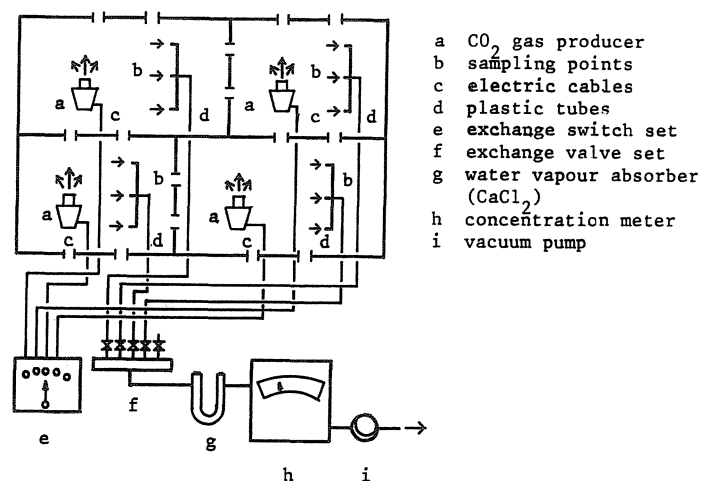 a CO2 gas producer
b sampling points
c electric cables
d plastic tubes
e exchange switch set
f exchange valve set
g water vapour absorber
(CaCl2)
h concentration meter
i vacuum pump
b
a
c
d
a
b
c
d
b
a
c
d
a
b
c
d
e
f
g
h
i